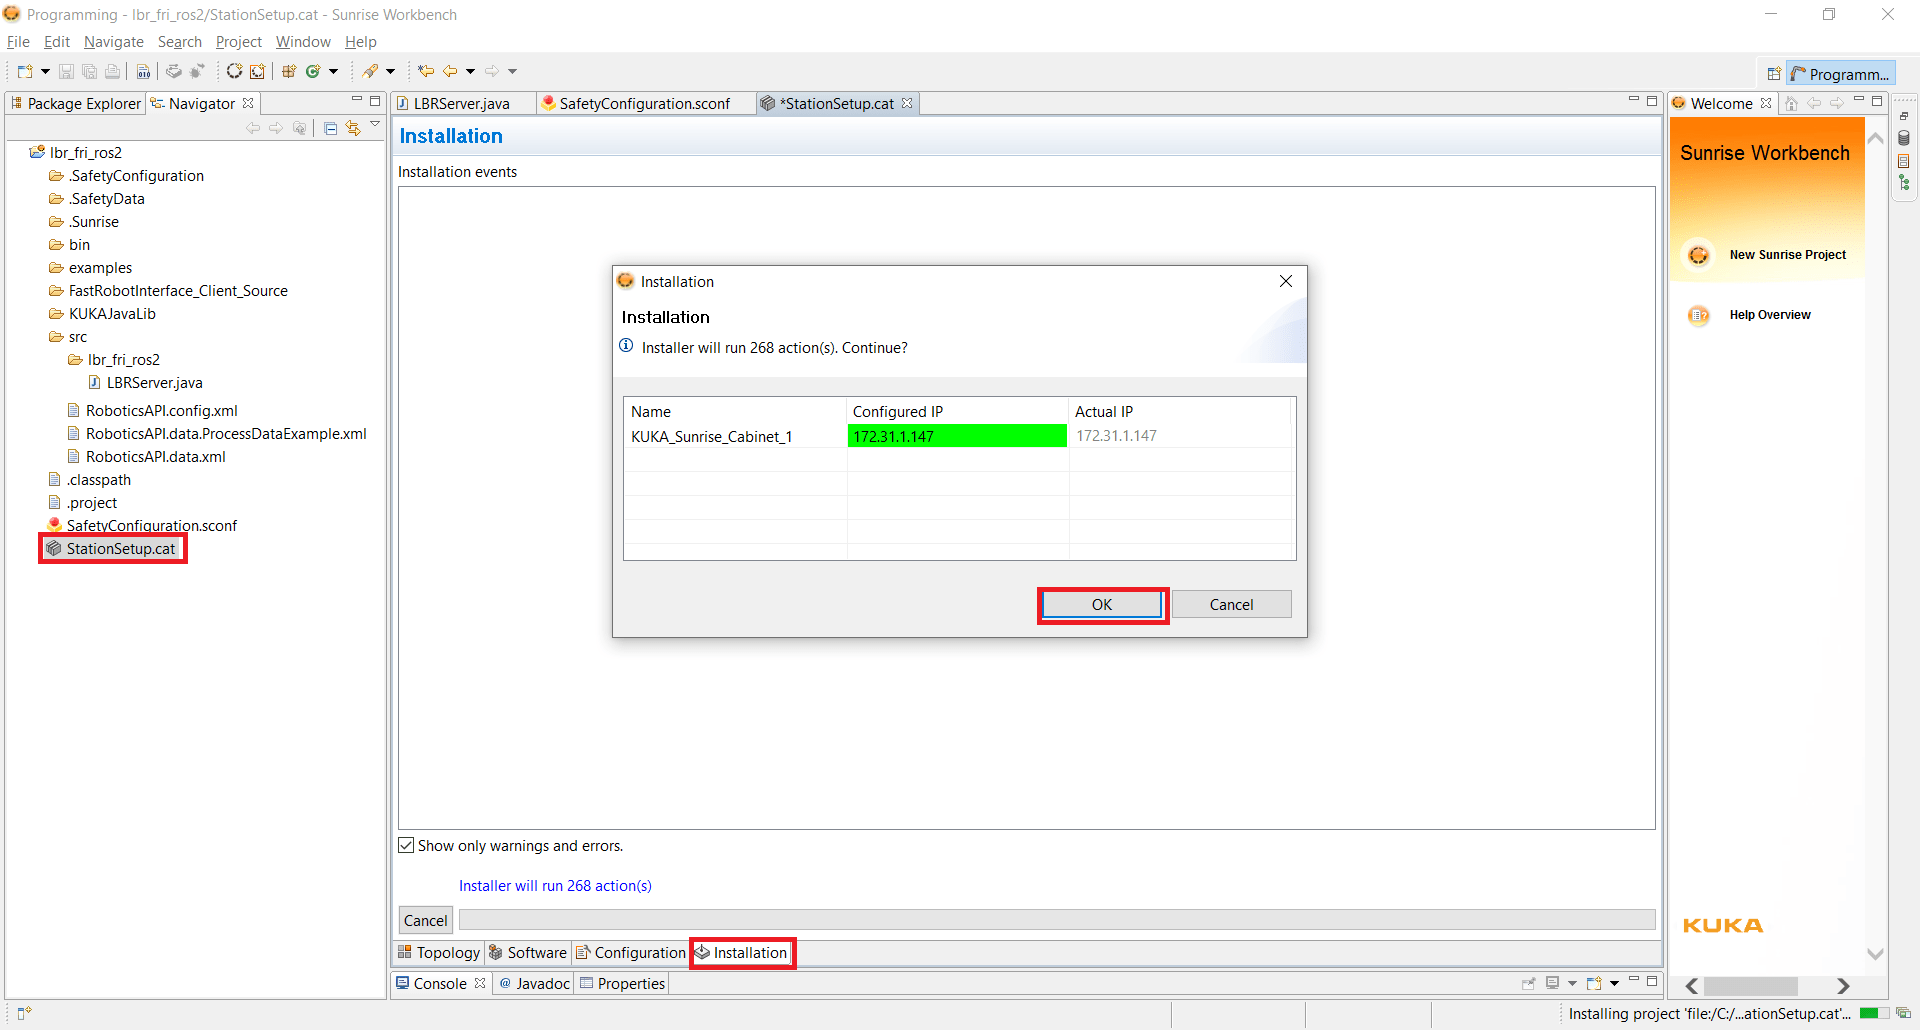 Programming - lbr_fri_ros2/StationSetup.cat - Sunrise Workbench
File Edit Navigate Search Project Window Help
Programm...
Package Explorer Navigator
LBRServer.java SafetyConfiguration.sconf *StationSetup.cat
Welcome
lbr_fri_ros2
.SafetyConfiguration
.SafetyData
.Sunrise
bin
examples
FastRobotInterface_Client_Source
KUKAJavaLib
src
lbr_fri_ros2
LBRServer.java
RoboticsAPI.config.xml
RoboticsAPI.data.ProcessDataExample.xml
RoboticsAPI.data.xml
.classpath
.project
SafetyConfiguration.sconf
StationSetup.cat
Installation
Installation events
Installation
Installation
Installer will run 268 action(s). Continue?
Name Configured IP Actual IP
KUKA_Sunrise_Cabinet_1 172.31.1.147 172.31.1.147
OK Cancel
Show only warnings and errors.
Installer will run 268 action(s)
Cancel
Topology Software Configuration Installation
Console Javadoc Properties
Sunrise Workbench
New Sunrise Project
Help Overview
KUKA
Installing project 'file:/C:/...ationSetup.cat'...